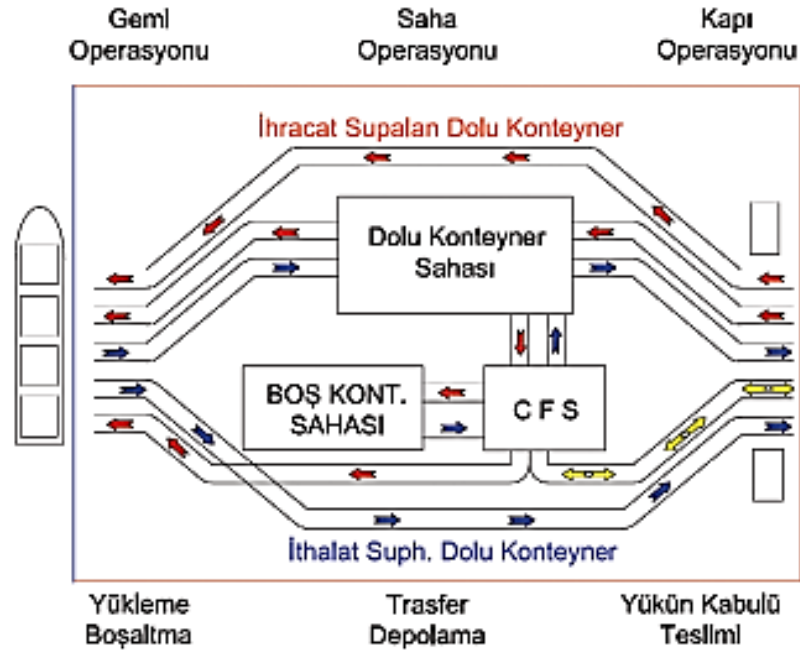 Gemi Saha Kapı
Operasyonu Operasyonu Operasyonu
İhracat Supalan Dolu Konteyner
Dolu Konteyner
Sahası
BOŞ KONT.
SAHASI
C F S
İthalat Suph. Dolu Konteyner
Yükleme Trasfer Yükün Kabulü
Boşaltma Depolama Teslimi